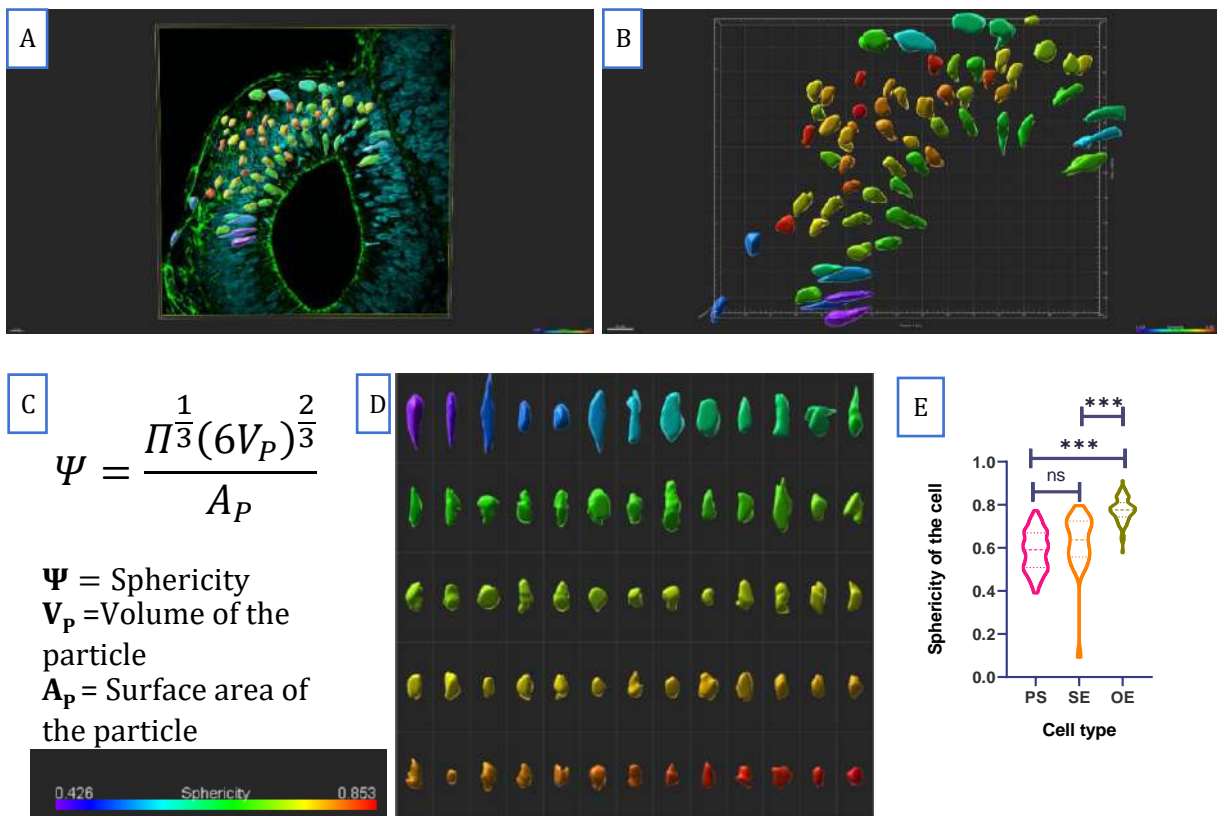 A
B
C
Ψ = Π^{1/3}(6V_P)^{2/3} / A_P
Ψ = Sphericity
V_P =Volume of the
particle
A_P = Surface area of
the particle
0.426 Sphericity 0.853
D
E
***
***
ns
Sphericity of the cell
1.0
0.8
0.6
0.4
0.2
0.0
PS SE OE
Cell type